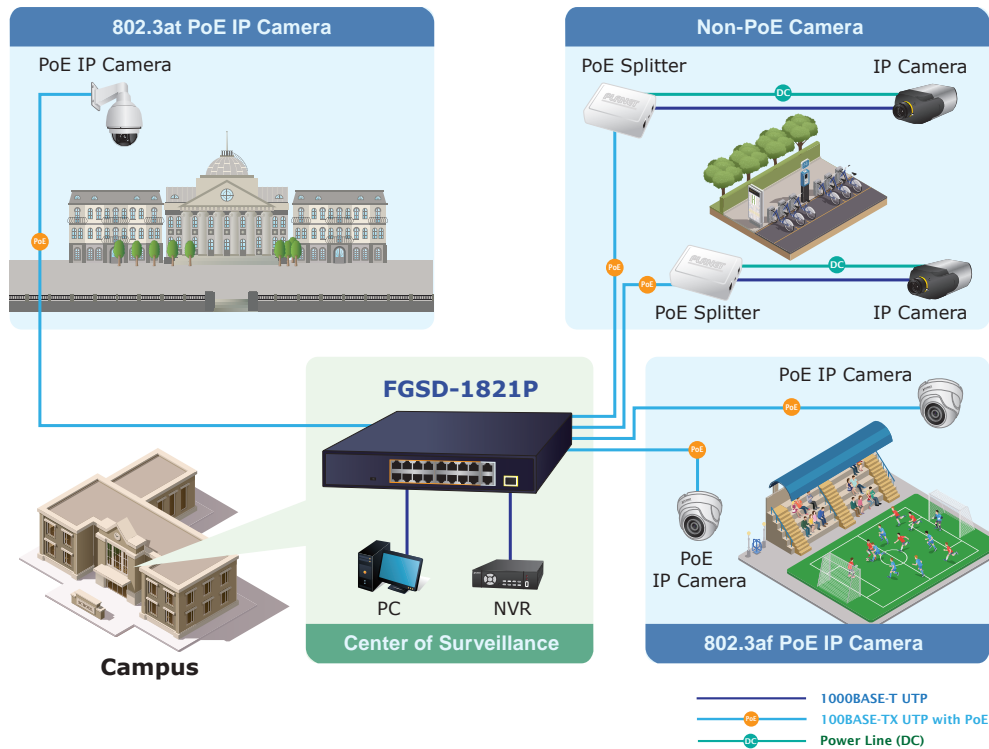 802.3at PoE IP Camera
PoE IP Camera
PoE
Non-PoE Camera
PoE Splitter
IP Camera
DC
PLANET
PoE
PoE
PLANET
DC
PoE Splitter
IP Camera
FGSD-1821P
PC
NVR
Center of Surveillance
Campus
PoE IP Camera
PoE
PoE
PoE
IP Camera
802.3af PoE IP Camera
1000BASE-T UTP
PoE
100BASE-TX UTP with PoE
DC
Power Line (DC)